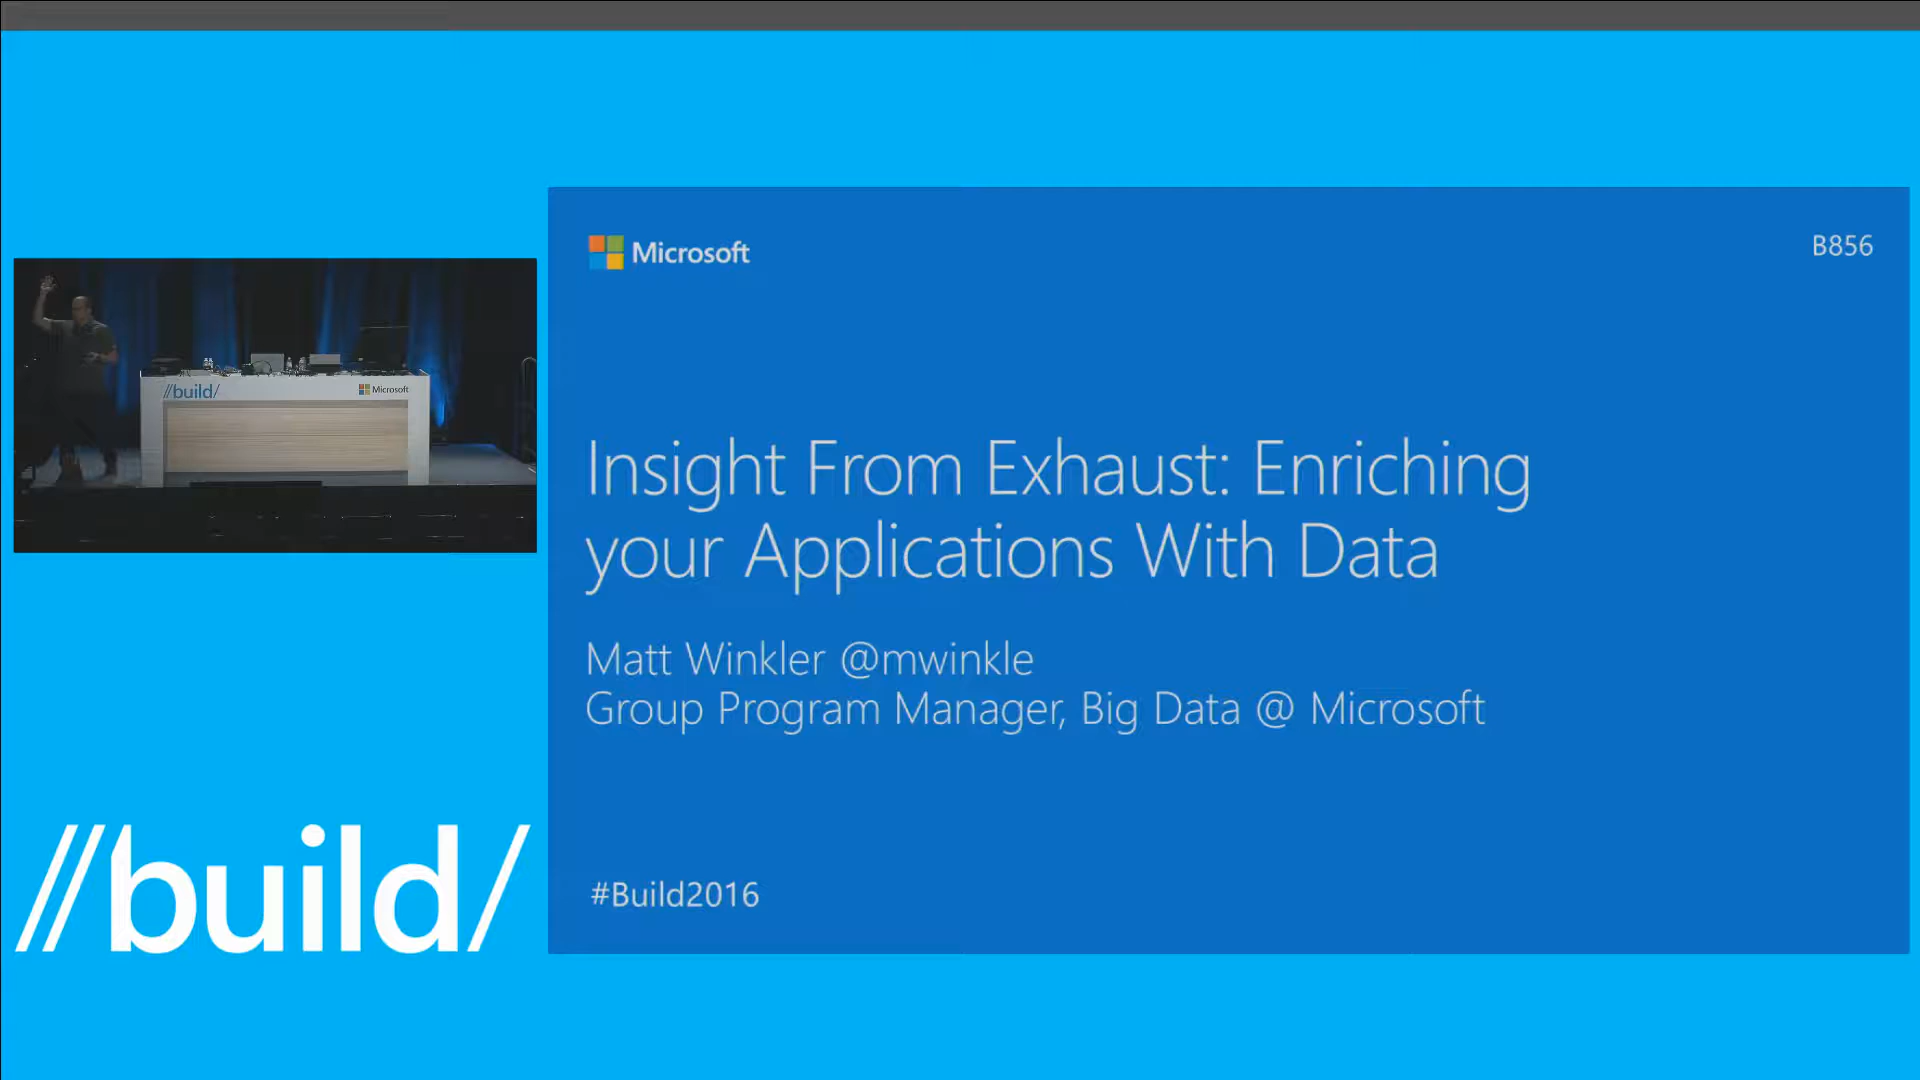 Microsoft
B856
//build/
Microsoft
Insight From Exhaust: Enriching
your Applications With Data
Matt Winkler @mwinkle
Group Program Manager, Big Data @ Microsoft
#Build2016
//build/